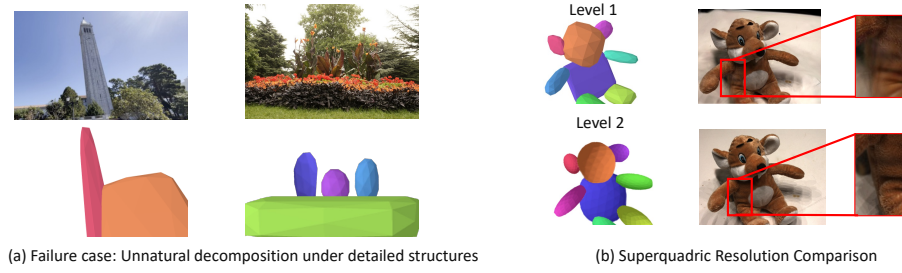 Level 1
Level 2
(a) Failure case: Unnatural decomposition under detailed structures
(b) Superquadric Resolution Comparison